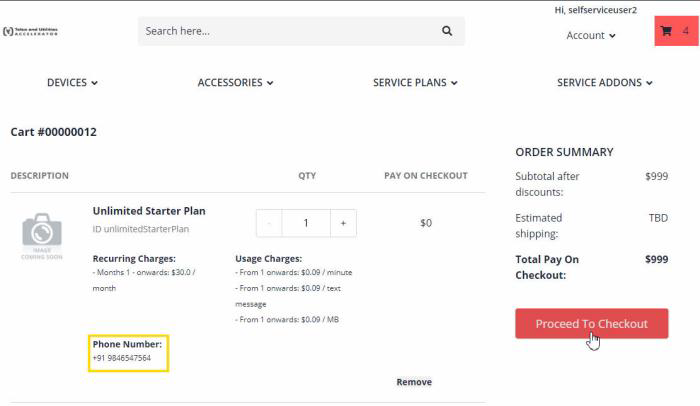 Hi, selfserviceuser2
Telco and Utilities
ACCELERATOR
Search here...
Account
4
DEVICES
ACCESSORIES
SERVICE PLANS
SERVICE ADDONS
Cart #00000012
DESCRIPTION
QTY
PAY ON CHECKOUT
IMAGE
COMING SOON
Unlimited Starter Plan
ID unlimitedStarterPlan
- 1 +
$0
Recurring Charges:
- Months 1 - onwards: $30.0 /
month
Usage Charges:
- From 1 onwards: $0.09 / minute
- From 1 onwards: $0.09 / text
message
- From 1 onwards: $0.09 / MB
Phone Number:
+91 9846547564
Remove
ORDER SUMMARY
Subtotal after $999
discounts:
Estimated TBD
shipping:
Total Pay On $999
Checkout:
Proceed To Checkout